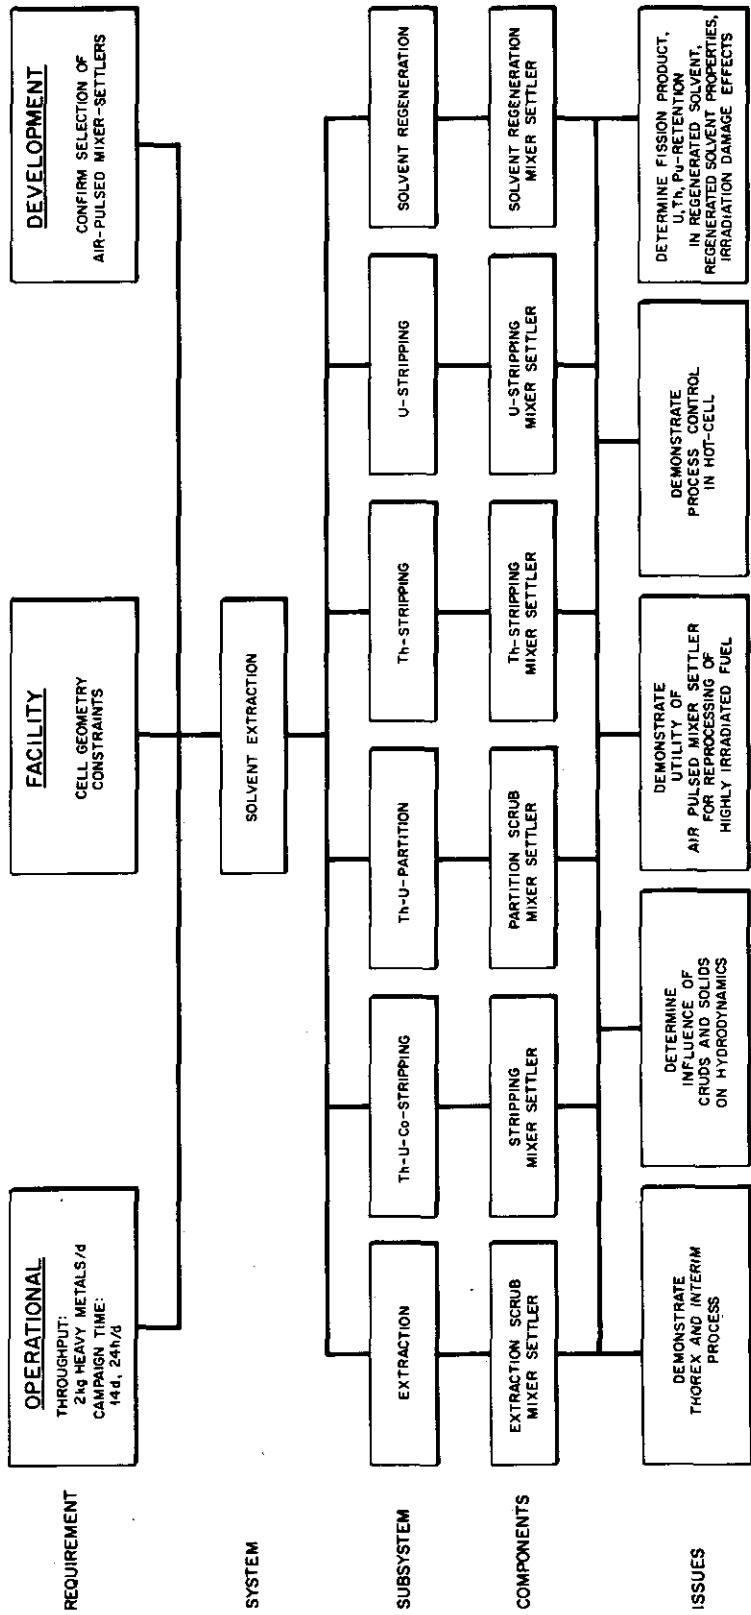 REQUIREMENT
OPERATIONAL
THROUGHPUT:
2kg HEAVY METALS/d
CAMPAIGN TIME:
14d, 24h/d
FACILITY
CELL GEOMETRY
CONSTRAINTS
DEVELOPMENT
CONFIRM SELECTION OF
AIR-PULSED MIXER-SETTLERS
SYSTEM
SOLVENT EXTRACTION
SUBSYSTEM
EXTRACTION
Th-U-Co-STRIPPING
Th-U-PARTITION
Th-STRIPPING
U-STRIPPING
SOLVENT REGENERATION
COMPONENTS
EXTRACTION SCRUB
MIXER SETTLER
STRIPPING
MIXER SETTLER
PARTITION SCRUB
MIXER SETTLER
Th-STRIPPING
MIXER SETTLER
U-STRIPPING
MIXER SETTLER
SOLVENT REGENERATION
MIXER SETTLER
ISSUES
DEMONSTRATE
THOREX AND INTERIM
PROCESS
DETERMINE
INFLUENCE OF
CRUDS AND SOLIDS
ON HYDRODYNAMICS
DEMONSTRATE
UTILITY OF
AIR PULSED MIXER SETTLER
FOR REPROCESSING OF
HIGHLY IRRADIATED FUEL
DEMONSTRATE
PROCESS CONTROL
IN HOT-CELL
DETERMINE FISSION PRODUCT,
U, Th, Pu-RETENTION
IN REGENERATED SOLVENT,
REGENERATED SOLVENT PROPERTIES,
IRRADIATION DAMAGE EFFECTS